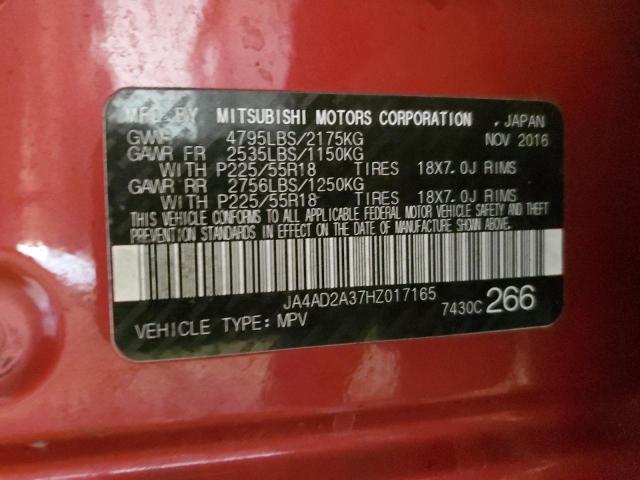 MFD. BY MITSUBISHI MOTORS CORPORATION . JAPAN
GVWR 4795LBS/2175KG NOV 2016
GAWR FR 2535LBS/1150KG
WITH P225/55R18 TIRES 18X7.0J RIMS
GAWR RR 2756LBS/1250KG
WITH P225/55R18 TIRES 18X7.0J RIMS
THIS VEHICLE CONFORMS TO ALL APPLICABLE FEDERAL MOTOR VEHICLE SAFETY AND THEFT
PREVENTION STANDARDS IN EFFECT ON THE DATE OF MANUFACTURE SHOWN ABOVE.
JA4AD2A37HZ017165
7430C 266
VEHICLE TYPE: MPV